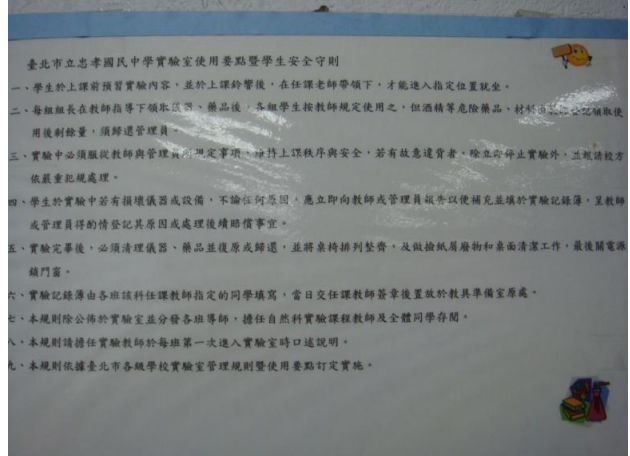 臺北市立忠孝國民中學實驗室使用要點暨學生安全守則
一、學生於上課前預習實驗內容，並於上課鈴響後，在任課老師帶領下，才能進入指定位置就坐。
二、每組組長在教師指導下領取儀器、藥品後，各組學生按教師規定使用之，但酒精等危險藥品、材料由教師登記領取使
用後剩餘量，須歸還管理員。
三、實驗中必須服從教師與管理員所規定事項，維持上課秩序與安全，若有故意違背者，除立即停止實驗外，並報請校方
依嚴重犯規處理。
四、學生於實驗中若有損壞儀器或設備，不論任何原因，應立即向教師或管理員報告以便補充並填於實驗記錄簿，呈教師
或管理員得酌情登記其原因或處理後續賠償事宜。
五、實驗完畢後，必須清理儀器、藥品並復原或歸還，並將桌椅排列整齊，及做撿紙屑廢物和桌面清潔工作，最後關電源
鎖門窗。
六、實驗記錄簿由各班該科任課教師指定的同學填寫，當日交任課教師簽章後置放於教具準備室原處。
七、本規則除公佈於實驗室並分發各班導師，擔任自然科實驗課程教師及全體同學存閱。
八、本規則請擔任實驗教師於每班第一次進入實驗室時口述說明。
九、本規則依據臺北市各級學校實驗室管理規則暨使用要點訂定實施。